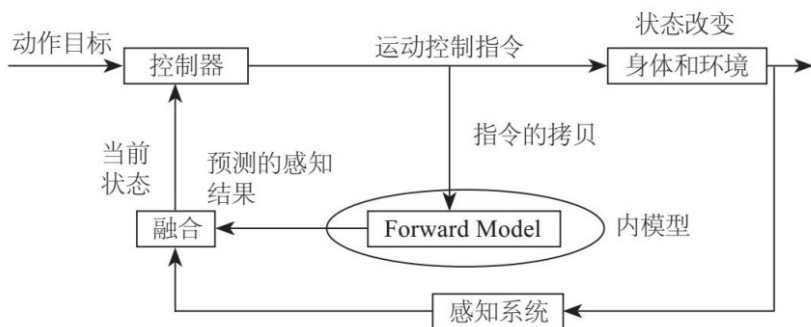 状态改变
动作目标
控制器
运动控制指令
身体和环境
指令的拷贝
当前
状态
预测的感知
结果
融合
Forward Model
内模型
感知系统